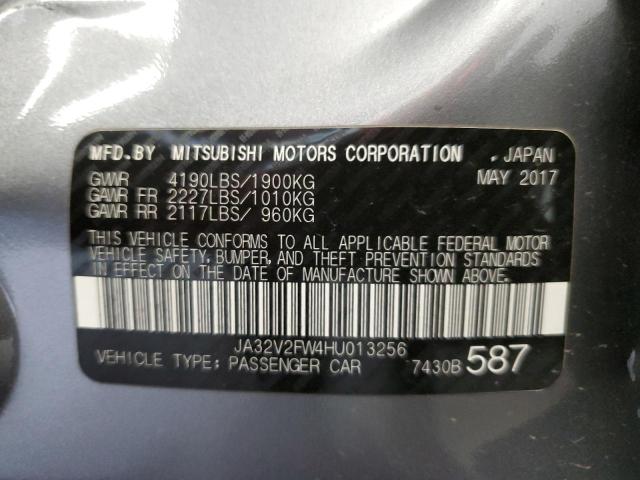 MFD.BY MITSUBISHI MOTORS CORPORATION . JAPAN
GVWR 4190LBS/1900KG MAY 2017
GAWR FR 2227LBS/1010KG
GAWR RR 2117LBS/ 960KG
THIS VEHICLE CONFORMS TO ALL APPLICABLE FEDERAL MOTOR
VEHICLE SAFETY, BUMPER, AND THEFT PREVENTION STANDARDS
IN EFFECT ON THE DATE OF MANUFACTURE SHOWN ABOVE.
JA32V2FW4HU013256
VEHICLE TYPE: PASSENGER CAR 7430B 587